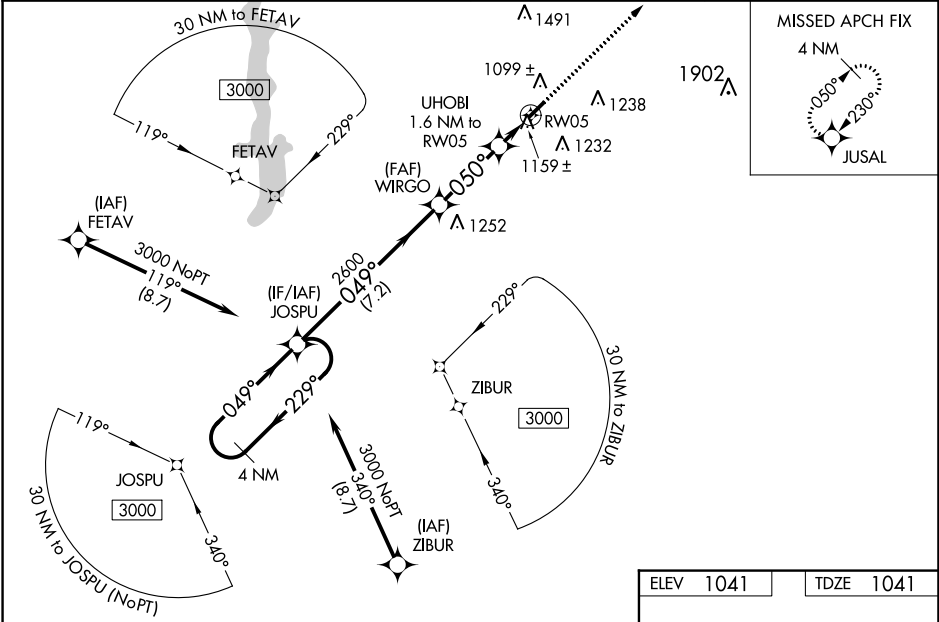 30 NM to FETAV
3000
119°
229°
FETAV
1491
1099 ±
1902
1238
UHOBI
1.6 NM to
RW05
RW05
1232
1159 ±
MISSED APCH FIX
4 NM
050°
230°
JUSAL
(FAF)
WIRGO
050°
1252
(IAF)
FETAV
3000 NoPT
119°
(8.7)
(IF/IAF)
JOSPU
2600
049°
(7.2)
049°
229°
4 NM
229°
ZIBUR
3000
340°
30 NM to ZIBUR
119°
JOSPU
3000
340°
30 NM to JOSPU (NoPT)
3000 NoPT
340°
(8.7)
(IAF)
ZIBUR
ELEV 1041
TDZE 1041